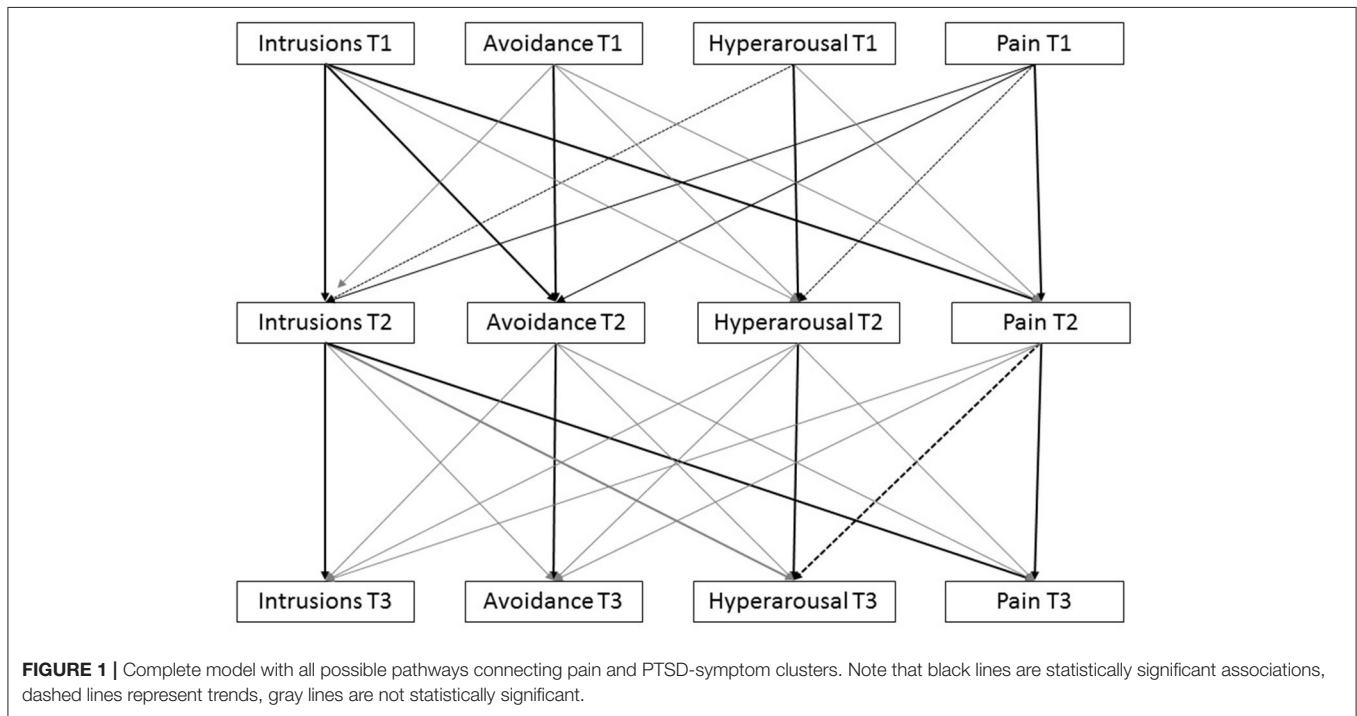 Intrusions T1 Avoidance T1 Hyperarousal T1 Pain T1
Intrusions T2 Avoidance T2 Hyperarousal T2 Pain T2
Intrusions T3 Avoidance T3 Hyperarousal T3 Pain T3
FIGURE 1 | Complete model with all possible pathways connecting pain and PTSD-symptom clusters. Note that black lines are statistically significant associations,
dashed lines represent trends, gray lines are not statistically significant.